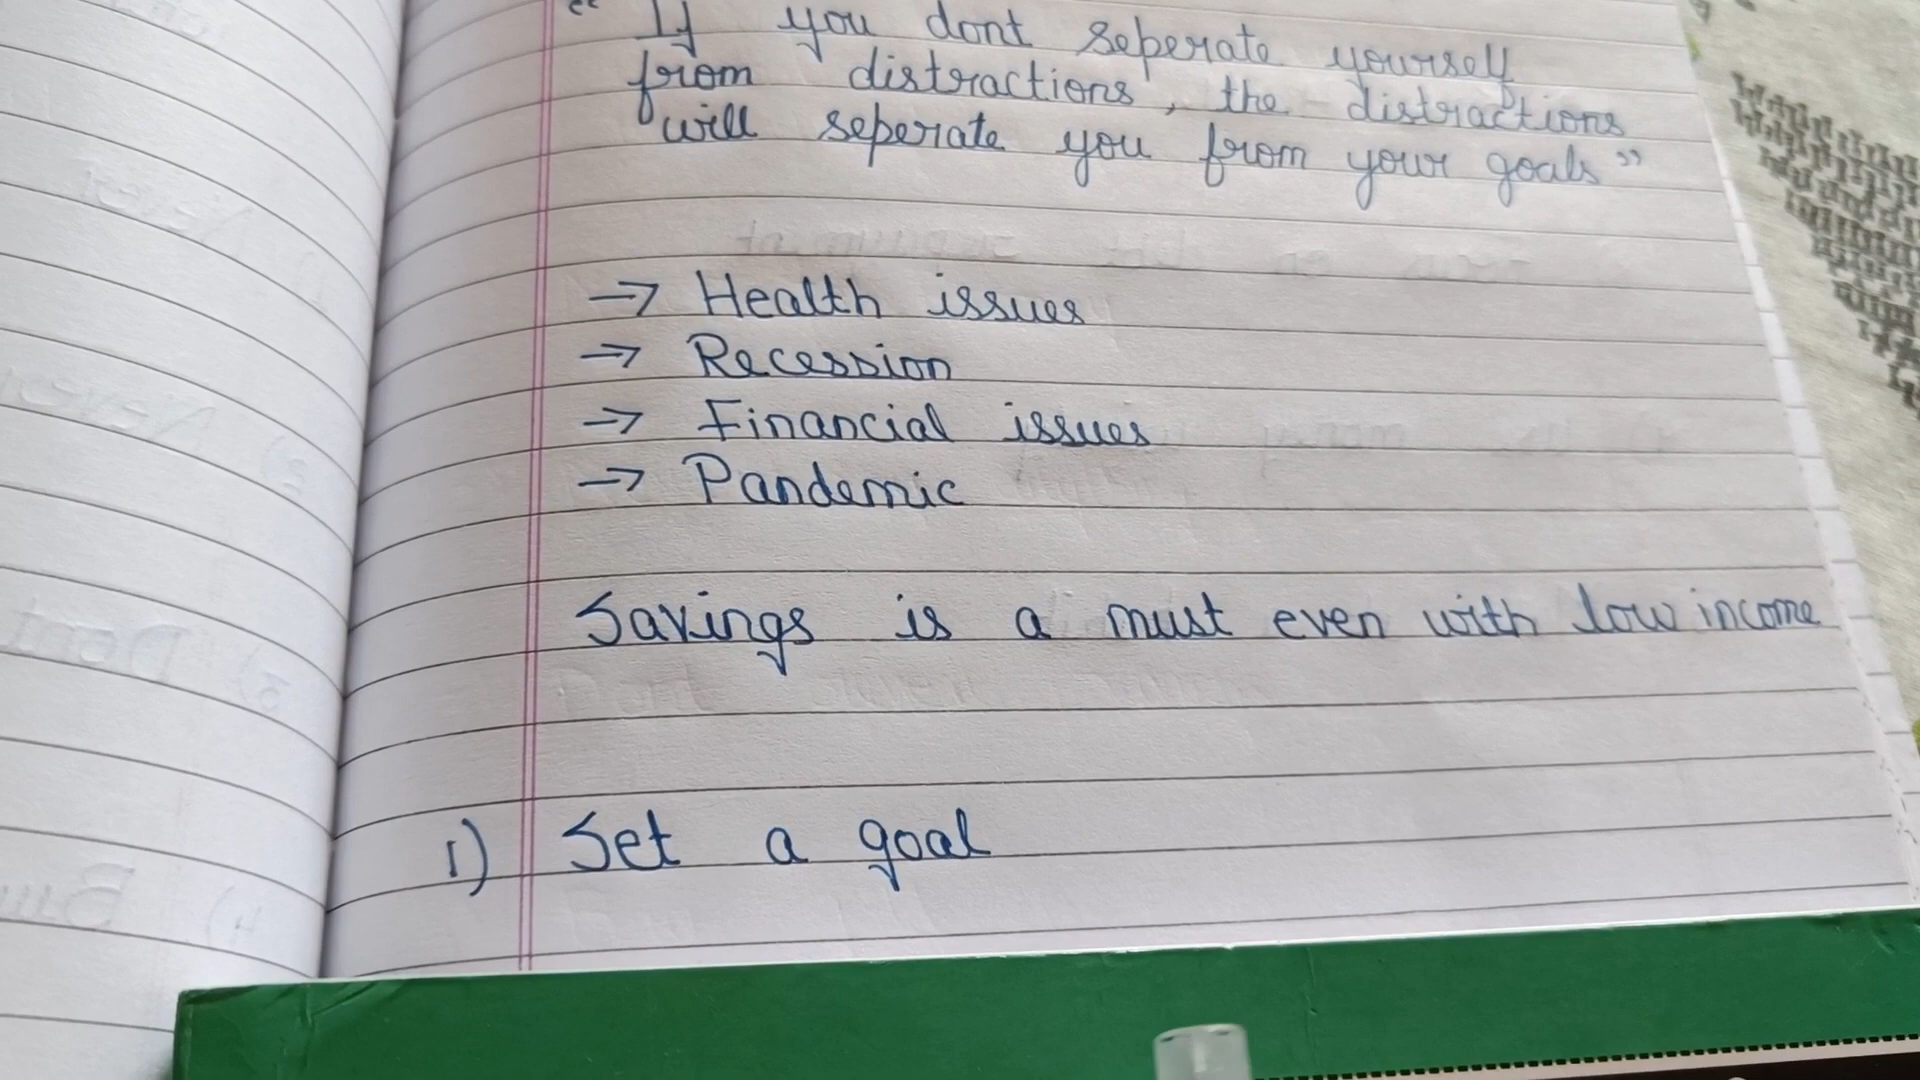 “ If you dont seperate yourself
from distractions, the distractions
will seperate you from your goals ”
→ Health issues
→ Recession
→ Financial issues
→ Pandemic
Savings is a must even with low income
1) Set a goal